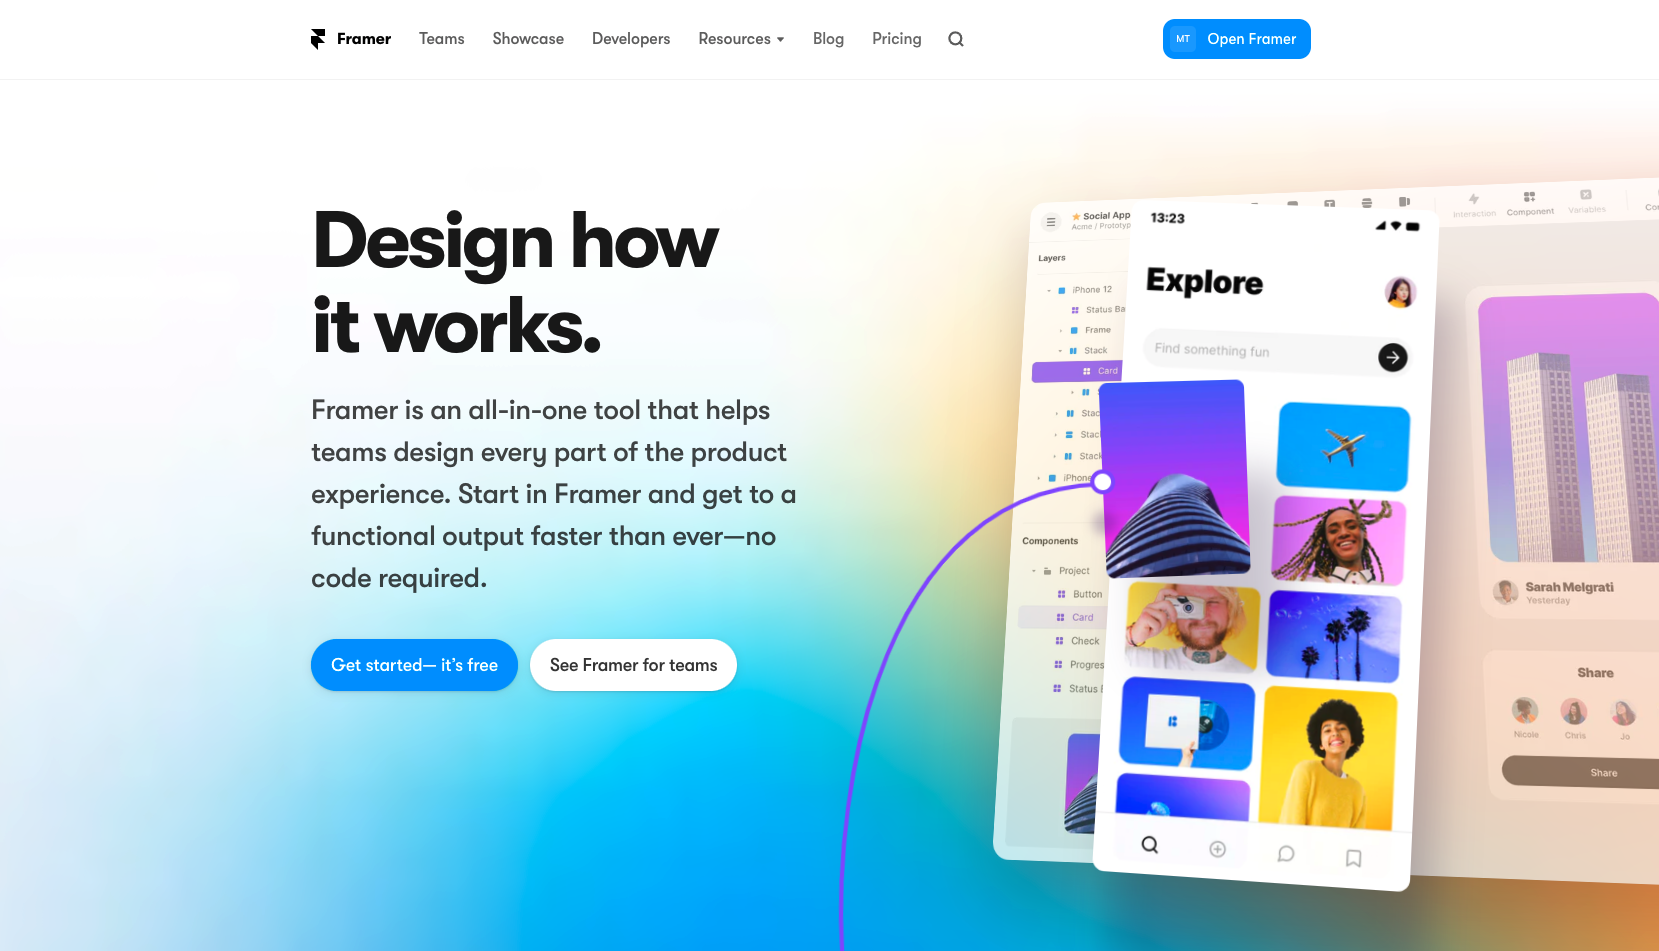 Framer
Teams
Showcase
Developers
Resources
Blog
Pricing
MT
Open Framer
Design how
it works.
Framer is an all-in-one tool that helps
teams design every part of the product
experience. Start in Framer and get to a
functional output faster than ever—no
code required.
Get started— it's free
See Framer for teams
Social App
Acme / Prototyp
Interaction
Component
Variables
Layers
iPhone 12
Status Ba
Frame
Stack
Card
Stac
Stack
Stack
iPhone
Components
Project
Button
Card
Check
Progres
Status
13:23
Explore
Find something fun
Sarah Melgrati
Yesterday
Share
Nicole
Chris
Jo
Share